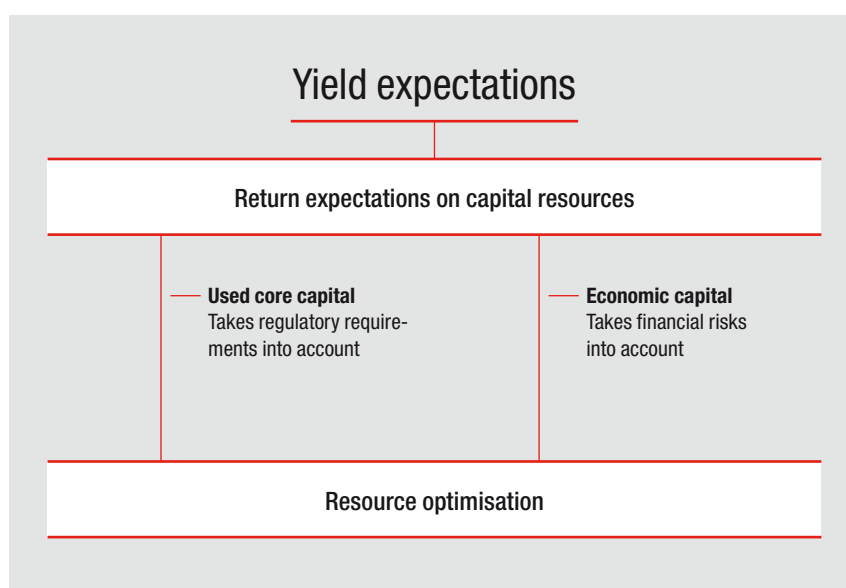 Yield expectations
Return expectations on capital resources
Used core capital
Takes regulatory require-
ments into account
Economic capital
Takes financial risks
into account
Resource optimisation